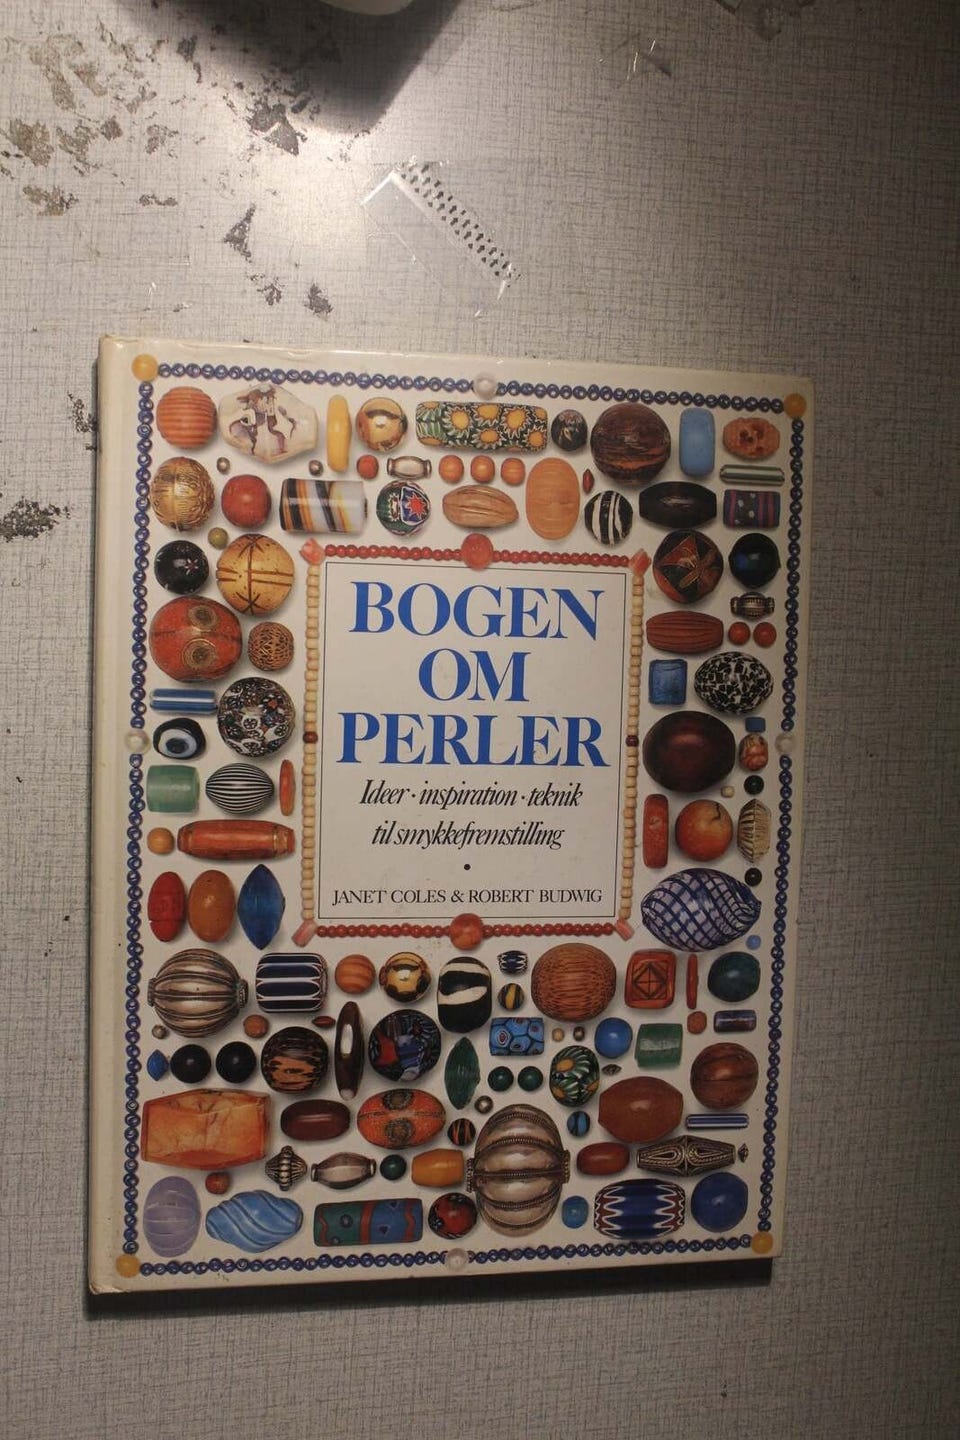 BOGEN
OM
PERLER
Ideer · inspiration · teknik
til smykkefremstilling
•
JANET COLES & ROBERT BUDWIG